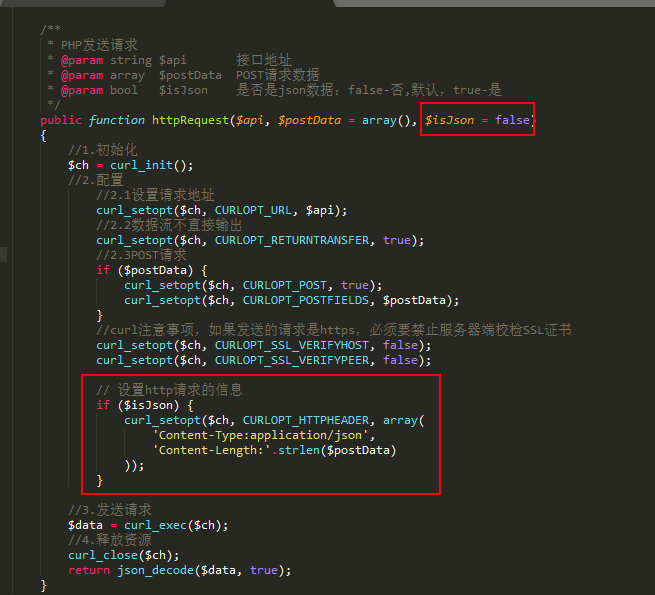 /**
 * PHP发送请求
 * @param string $api       接口地址
 * @param array  $postData  POST请求数据
 * @param bool   $isJson    是否是json数据：false-否,默认，true-是
 */
public function httpRequest($api, $postData = array(), $isJson = false)
{
    //1.初始化
    $ch = curl_init();
    //2.配置
        //2.1设置请求地址
        curl_setopt($ch, CURLOPT_URL, $api);
        //2.2数据流不直接输出
        curl_setopt($ch, CURLOPT_RETURNTRANSFER, true);
        //2.3POST请求
        if ($postData) {
            curl_setopt($ch, CURLOPT_POST, true);
            curl_setopt($ch, CURLOPT_POSTFIELDS, $postData);
        }
        //curl注意事项，如果发送的请求是https，必须要禁止服务器端校检SSL证书
        curl_setopt($ch, CURLOPT_SSL_VERIFYHOST, false);
        curl_setopt($ch, CURLOPT_SSL_VERIFYPEER, false);
        // 设置http请求的信息
        if ($isJson) {
            curl_setopt($ch, CURLOPT_HTTPHEADER, array(
                'Content-Type:application/json',
                'Content-Length:'.strlen($postData)
            ));
        }
    //3.发送请求
    $data = curl_exec($ch);
    //4.释放资源
    curl_close($ch);
    return json_decode($data, true);
}